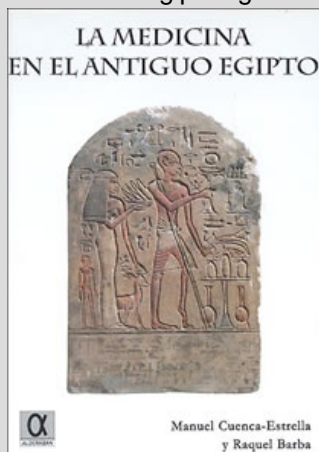 LA MEDICINA
EN EL ANTIGUO EGIPTO
α
ALDERABÁN
Manuel Cuenca-Estrella
y Raquel Barba